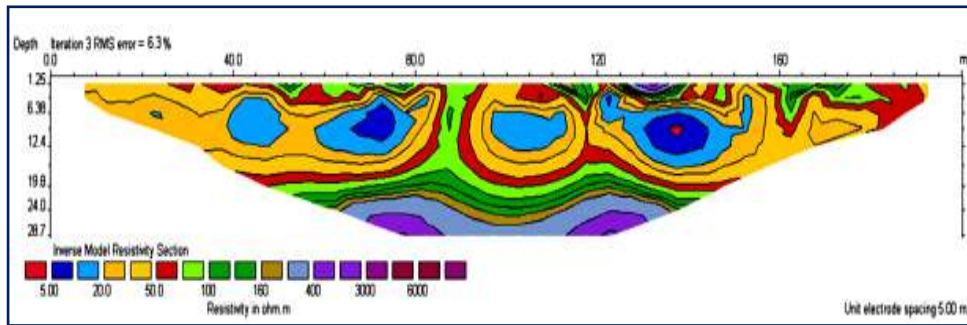 Depth Iteration 3 RMS error = 6.3 %
0.0 40.0 80.0 120 160 m
1.25
6.38
12.4
19.8
24.0
28.7
Inverse Model Resistivity Section
5.00 20.0 50.0 100 160 400 3000 6000
Resistivity in ohm.m
Unit electrode spacing 5.00 m